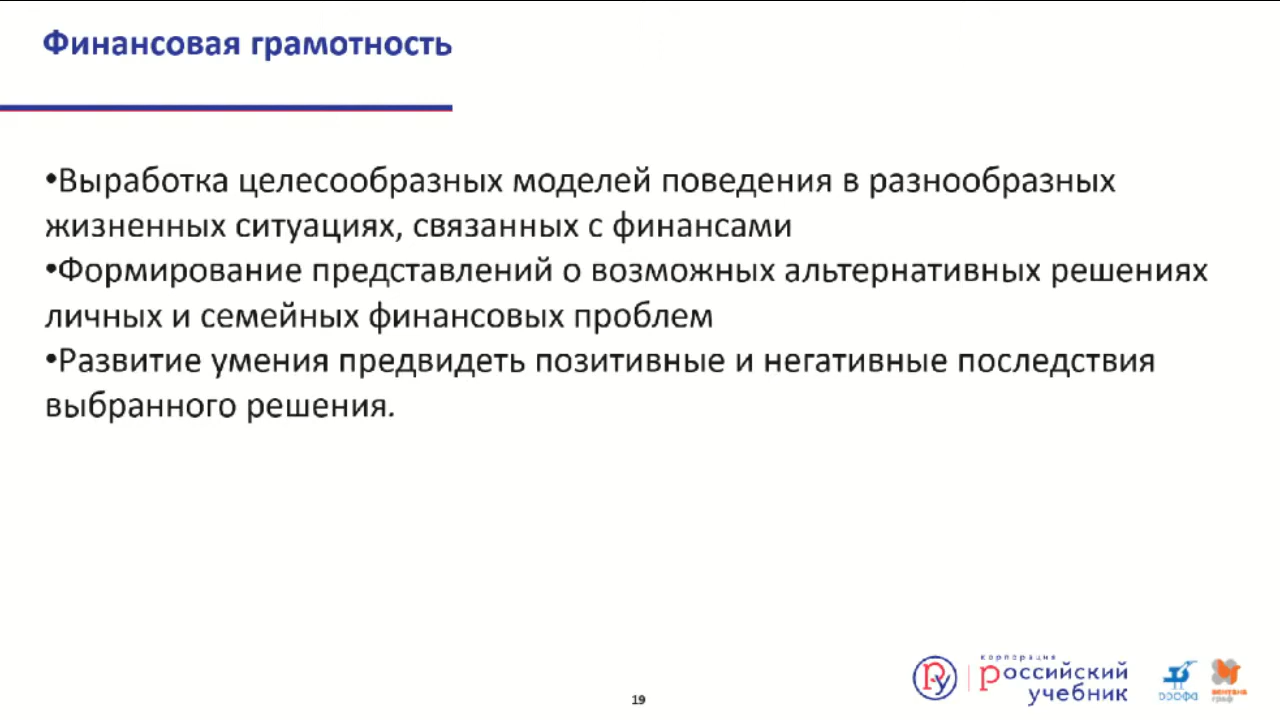 Финансовая грамотность
•Выработка целесообразных моделей поведения в разнообразных
жизненных ситуациях, связанных с финансами
•Формирование представлений о возможных альтернативных решениях
личных и семейных финансовых проблем
•Развитие умения предвидеть позитивные и негативные последствия
выбранного решения.
корпорация
российский
учебник
дрофа
вентана
граф
19